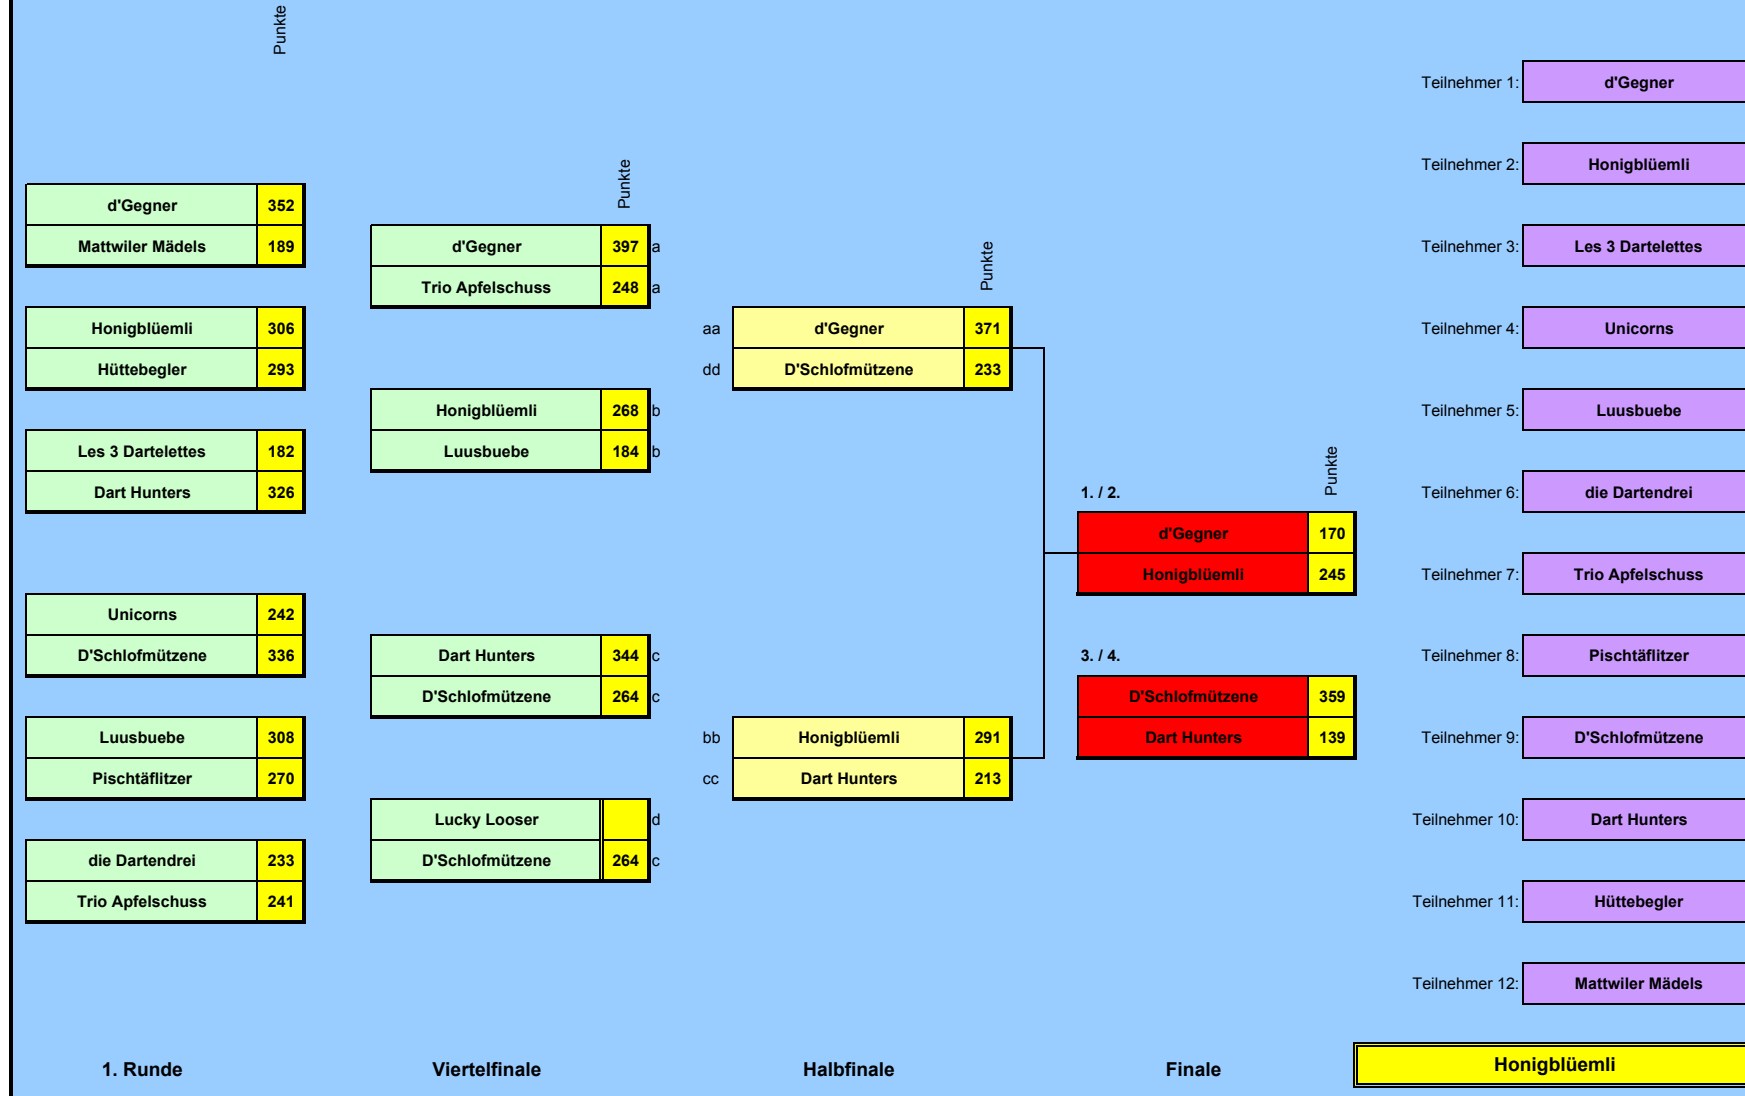 Punkte
d'Gegner 352
Mattwiler Mädels 189
Honigblüemli 306
Hüttebegler 293
Les 3 Dartelettes 182
Dart Hunters 326
Unicorns 242
D'Schlofmützene 336
Luusbuebe 308
Pischtäflitzer 270
die Dartendrei 233
Trio Apfelschuss 241
1. Runde
Punkte
d'Gegner 397 a
Trio Apfelschuss 248 a
Honigblüemli 268 b
Luusbuebe 184 b
Dart Hunters 344 c
D'Schlofmützene 264 c
Lucky Looser d
D'Schlofmützene 264 c
Viertelfinale
Punkte
aa d'Gegner 371
dd D'Schlofmützene 233
bb Honigblüemli 291
cc Dart Hunters 213
Halbfinale
Punkte
1. / 2.
d'Gegner 170
Honigblüemli 245
3. / 4.
D'Schlofmützene 359
Dart Hunters 139
Finale
Teilnehmer 1: d'Gegner
Teilnehmer 2: Honigblüemli
Teilnehmer 3: Les 3 Dartelettes
Teilnehmer 4: Unicorns
Teilnehmer 5: Luusbuebe
Teilnehmer 6: die Dartendrei
Teilnehmer 7: Trio Apfelschuss
Teilnehmer 8: Pischtäflitzer
Teilnehmer 9: D'Schlofmützene
Teilnehmer 10: Dart Hunters
Teilnehmer 11: Hüttebegler
Teilnehmer 12: Mattwiler Mädels
Honigblüemli